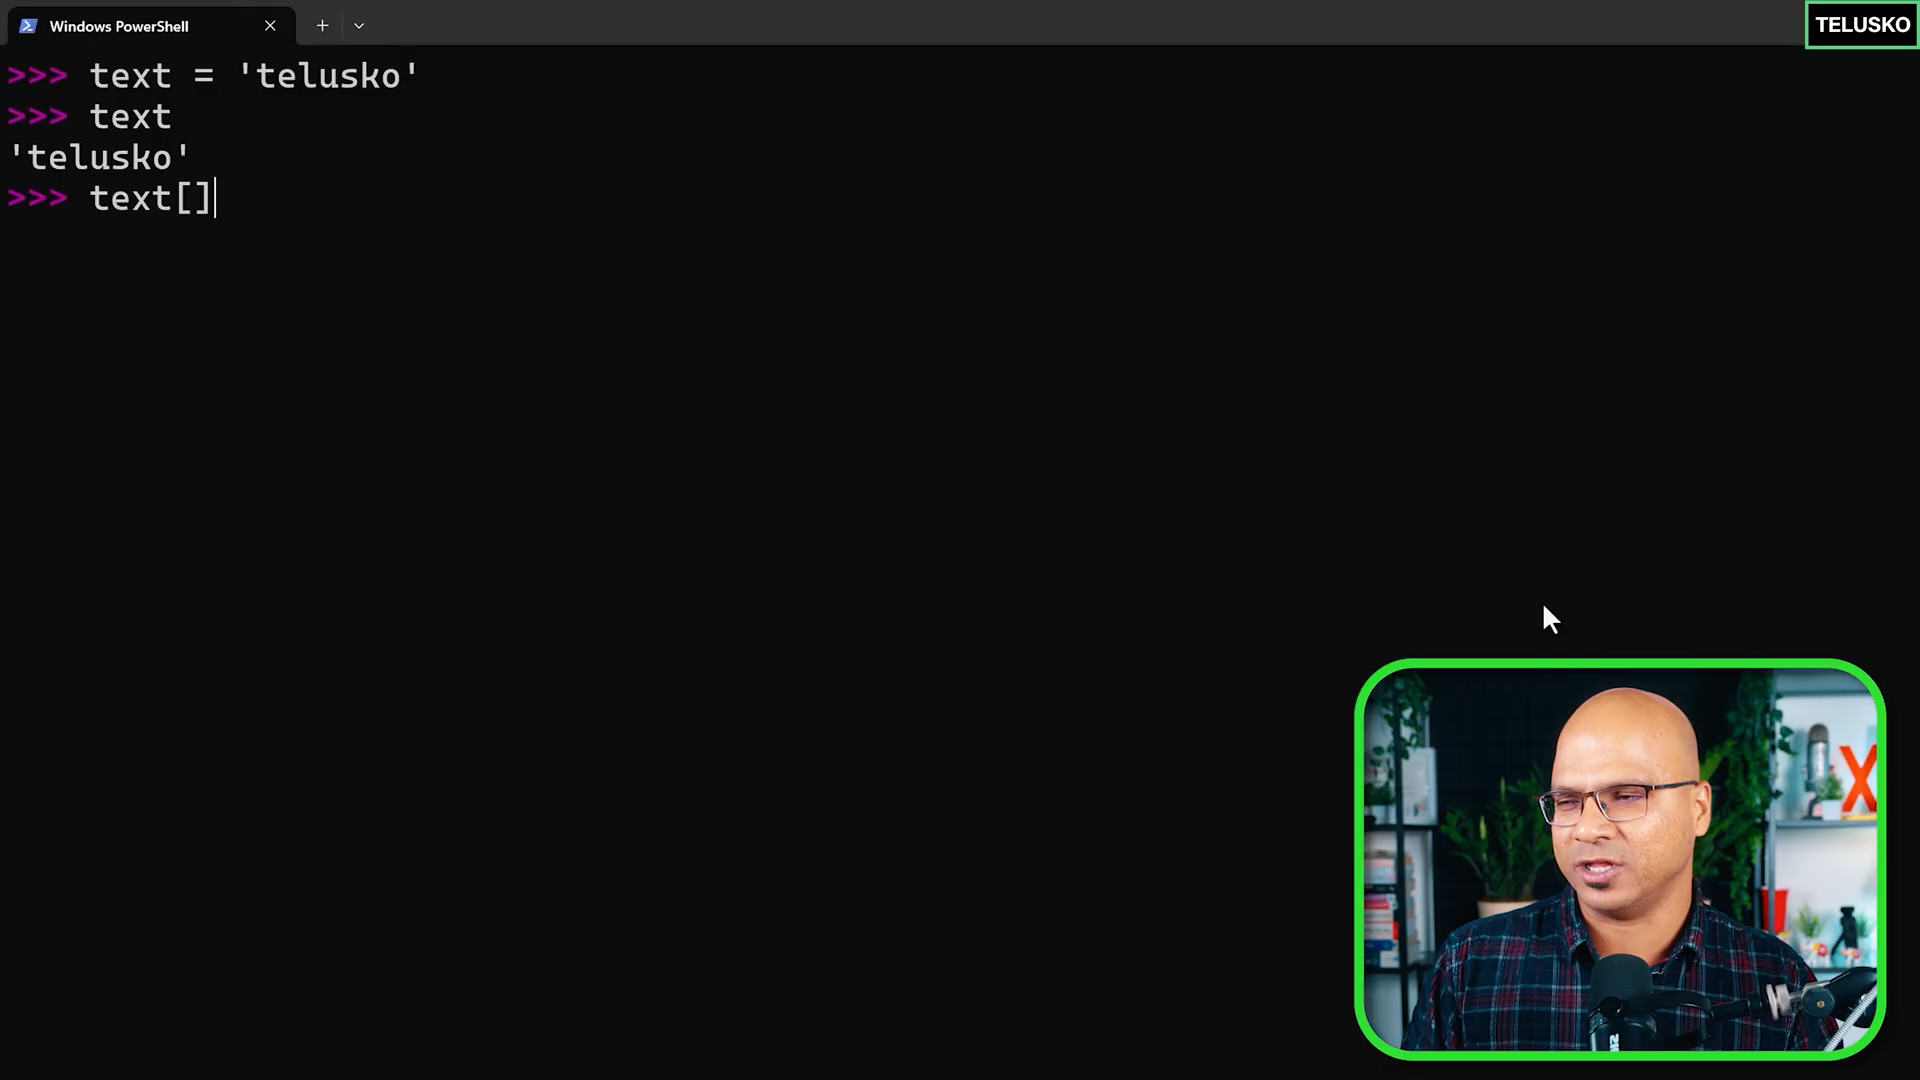 Windows PowerShell
TELUSKO
>>> text = 'telusko'
>>> text
'telusko'
>>> text[]
X